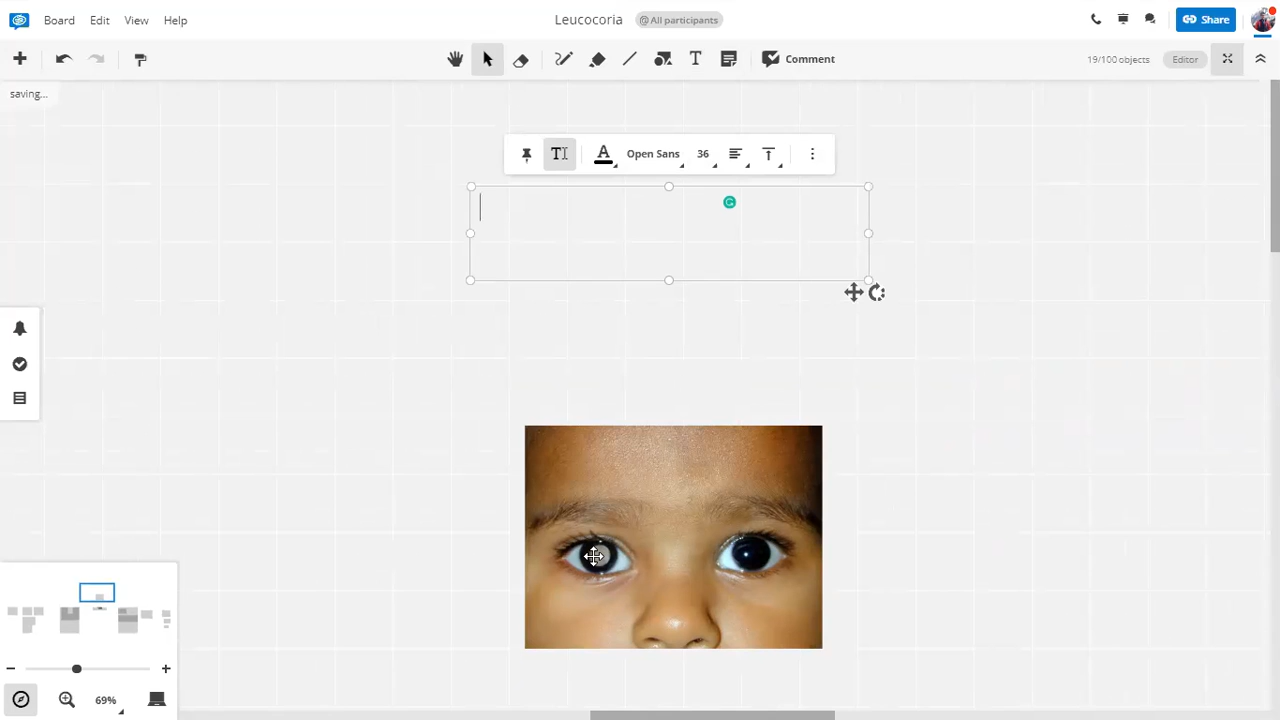 Board Edit View Help
Leucocoria
@ All participants
Share
T
Comment
19/100 objects
Editor
saving...
T
A
Open Sans
36
69%